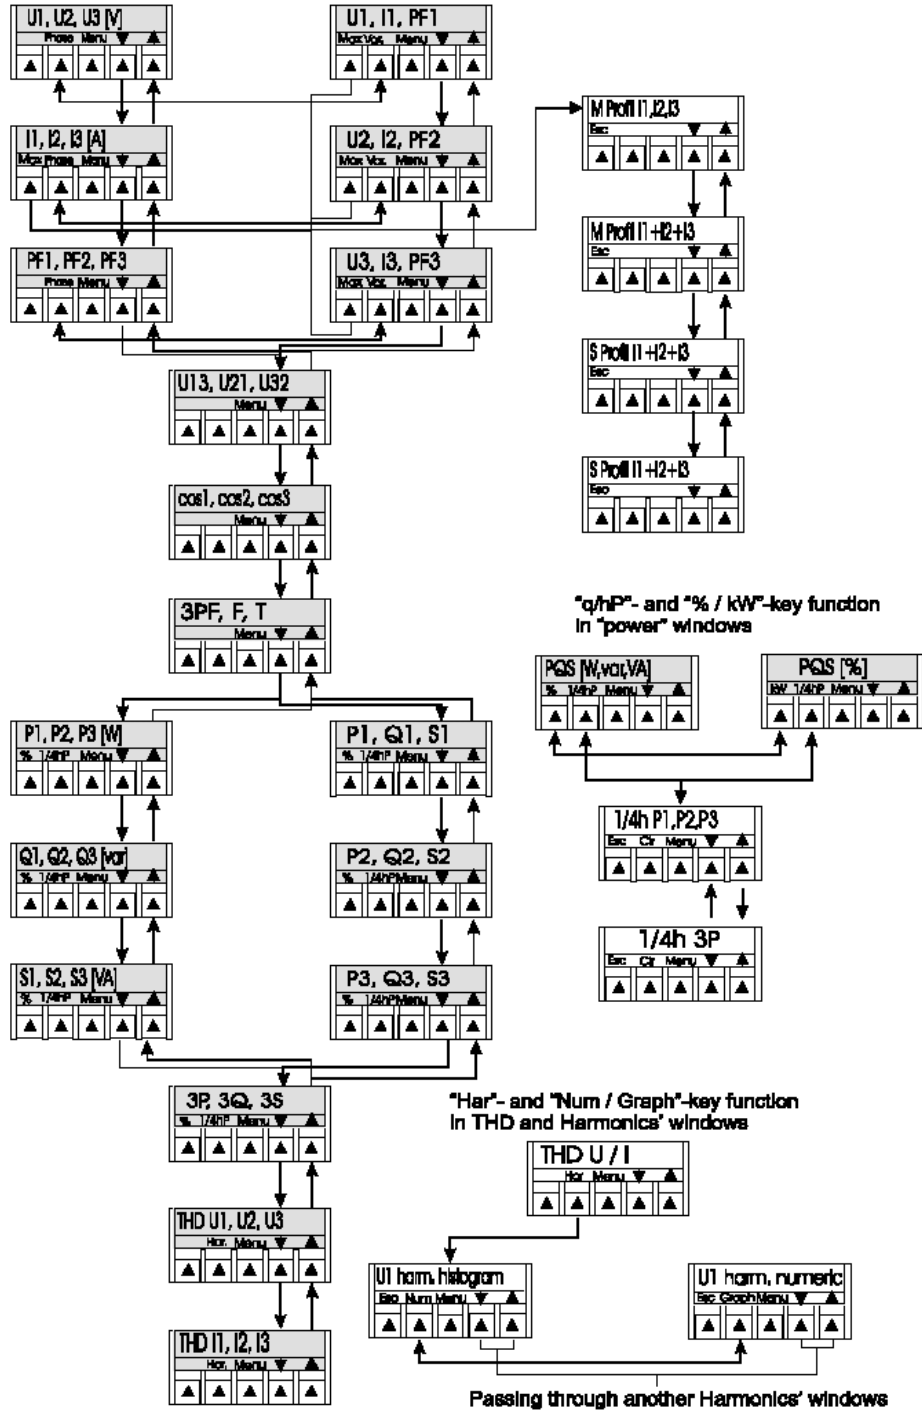 U1, U2, U3 [V]
Phase Menu ▼ ▲
U1, I1, PF1
Max Var. Menu ▼ ▲
I1, I2, I3 [A]
Max Phase Menu ▼ ▲
U2, I2, PF2
Max Var. Menu ▼ ▲
M Profil I1,I2,I3
Esc ▼ ▲
PF1, PF2, PF3
Phase Menu ▼ ▲
U3, I3, PF3
Max Var. Menu ▼ ▲
M Profil I1+I2+I3
Esc ▼ ▲
S Profil I1+I2+I3
Esc ▼ ▲
U13, U21, U32
Menu ▼ ▲
S Profil I1+I2+I3
Esc ▼ ▲
cos1, cos2, cos3
Menu ▼ ▲
3PF, F, T
Menu ▼ ▲
"q/hP"- and "% / kW"-key function
in "power" windows
PQS [W,var,VA]
% 1/4hP Menu ▼ ▲
PQS [%]
kW 1/4hP Menu ▼ ▲
P1, P2, P3 [W]
% 1/4hP Menu ▼ ▲
P1, Q1, S1
% 1/4hP Menu ▼ ▲
1/4h P1,P2,P3
Esc Clr Menu ▼ ▲
Q1, Q2, Q3 [var]
% 1/4hP Menu ▼ ▲
P2, Q2, S2
% 1/4hP Menu ▼ ▲
1/4h 3P
Esc Clr Menu ▼ ▲
S1, S2, S3 [VA]
% 1/4hP Menu ▼ ▲
P3, Q3, S3
% 1/4hP Menu ▼ ▲
3P, 3Q, 3S
% 1/4hP Menu ▼ ▲
"Har"- and "Num / Graph"-key function
in THD and Harmonics' windows
THD U / I
Har Menu ▼ ▲
THD U1, U2, U3
Har. Menu ▼ ▲
U1 harm. histogram
Esc Num Menu ▼ ▲
U1 harm. numeric
Esc Graph Menu ▼ ▲
THD I1, I2, I3
Har. Menu ▼ ▲
Passing through another Harmonics' windows